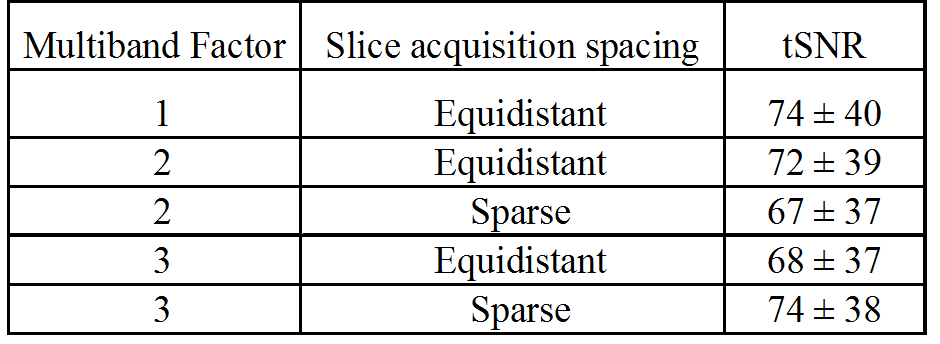 Multiband Factor Slice acquisition spacing tSNR
1 Equidistant 74 ± 40
2 Equidistant 72 ± 39
2 Sparse 67 ± 37
3 Equidistant 68 ± 37
3 Sparse 74 ± 38